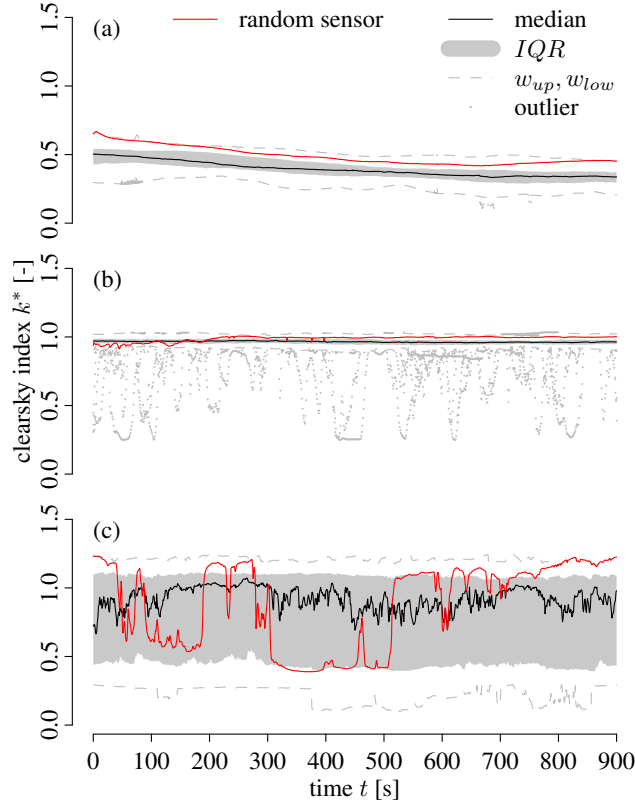 (a)
random sensor
median
IQR
w_up, w_low
outlier
1.5
1.0
0.5
0.0
(b)
1.5
1.0
0.5
0.0
clearsky index k* [-]
(c)
1.5
1.0
0.5
0.0
0 100 200 300 400 500 600 700 800 900
time t [s]